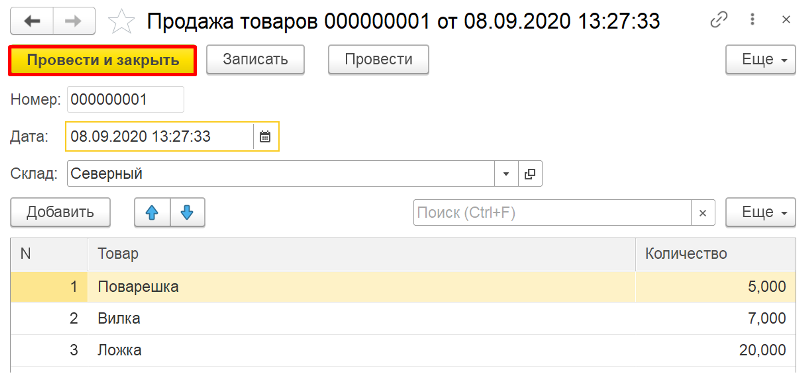 Продажа товаров 000000001 от 08.09.2020 13:27:33
Провести и закрыть Записать Провести Еще
Номер: 000000001
Дата: 08.09.2020 13:27:33
Склад: Северный
Добавить Поиск (Ctrl+F) × Еще
N Товар Количество
1 Поварешка 5,000
2 Вилка 7,000
3 Ложка 20,000